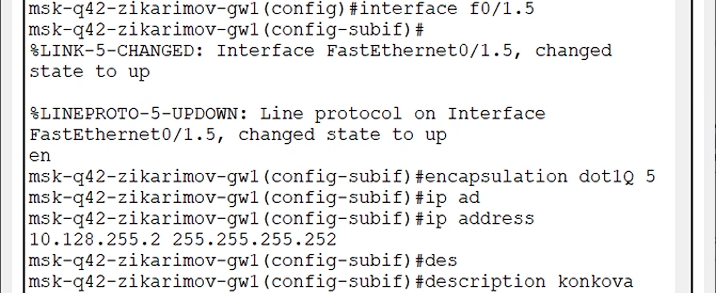 msk-q42-zikarimov-gw1(config)#interface f0/1.5
msk-q42-zikarimov-gw1(config-subif)#
%LINK-5-CHANGED: Interface FastEthernet0/1.5, changed
state to up
%LINEPROTO-5-UPDOWN: Line protocol on Interface
FastEthernet0/1.5, changed state to up
en
msk-q42-zikarimov-gw1(config-subif)#encapsulation dot1Q 5
msk-q42-zikarimov-gw1(config-subif)#ip ad
msk-q42-zikarimov-gw1(config-subif)#ip address
10.128.255.2 255.255.255.252
msk-q42-zikarimov-gw1(config-subif)#des
msk-q42-zikarimov-gw1(config-subif)#description konkova